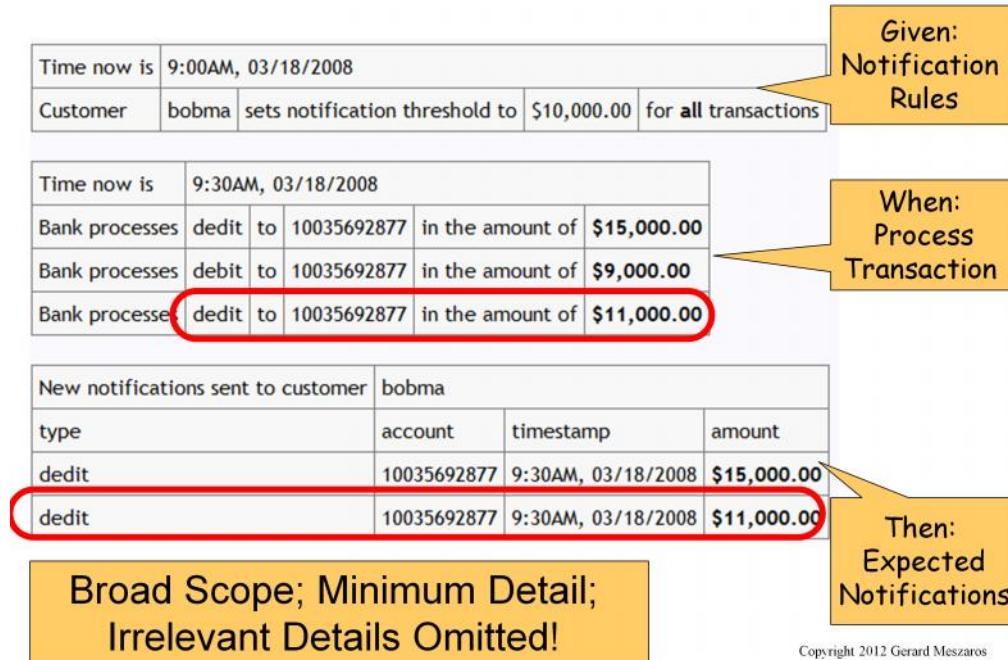 Given:
Notification
Rules
Time now is 9:00AM, 03/18/2008
Customer bobma sets notification threshold to $10,000.00 for all transactions
Time now is 9:30AM, 03/18/2008
Bank processes dedit to 10035692877 in the amount of $15,000.00
Bank processes debit to 10035692877 in the amount of $9,000.00
Bank processes dedit to 10035692877 in the amount of $11,000.00
When:
Process
Transaction
New notifications sent to customer bobma
type account timestamp amount
dedit 10035692877 9:30AM, 03/18/2008 $15,000.00
dedit 10035692877 9:30AM, 03/18/2008 $11,000.00
Then:
Expected
Notifications
Broad Scope; Minimum Detail;
Irrelevant Details Omitted!
Copyright 2012 Gerard Meszaros